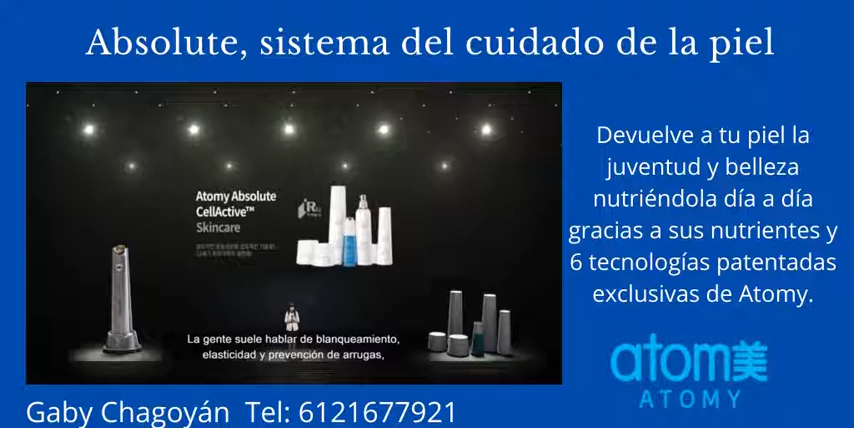 Absolute, sistema del cuidado de la piel
Atomy Absolute
CellActive™
Skincare
La gente suele hablar de blanqueamiento,
elasticidad y prevención de arrugas,
Devuelve a tu piel la
juventud y belleza
nutriéndola día a día
gracias a sus nutrientes y
6 tecnologías patentadas
exclusivas de Atomy.
atom美
ATOMY
Gaby Chagoyán Tel: 6121677921